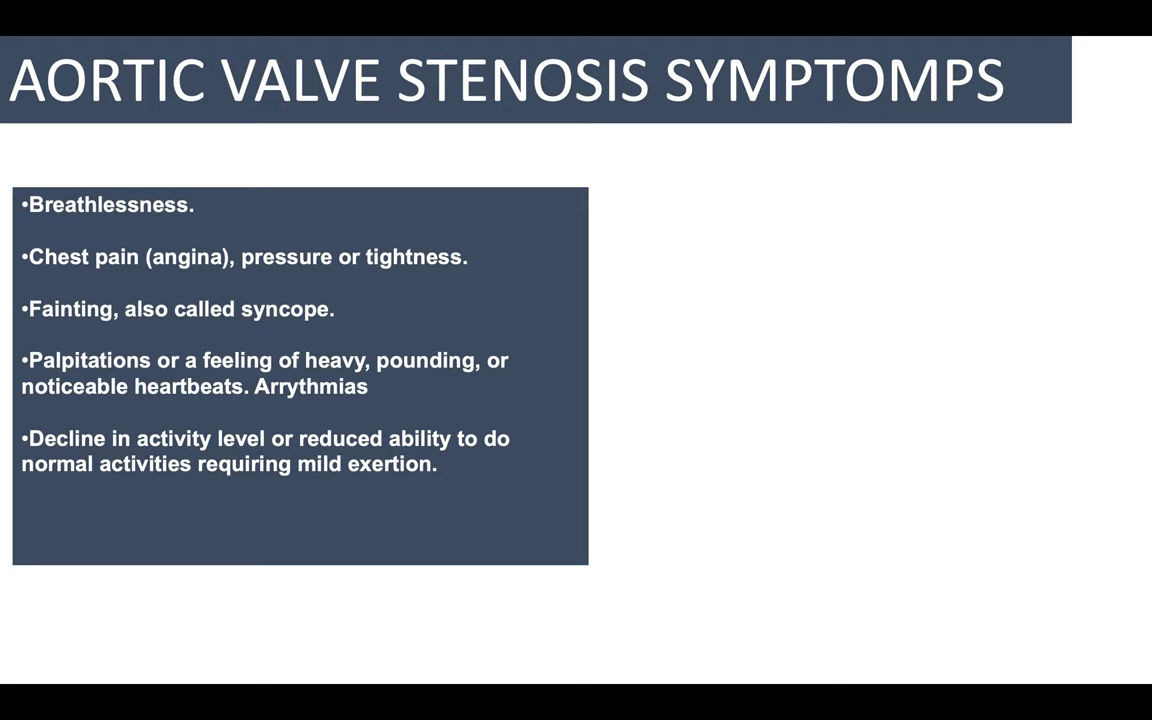 AORTIC VALVE STENOSIS SYMPTOMPS
•Breathlessness.
•Chest pain (angina), pressure or tightness.
•Fainting, also called syncope.
•Palpitations or a feeling of heavy, pounding, or
noticeable heartbeats. Arrythmias
•Decline in activity level or reduced ability to do
normal activities requiring mild exertion.